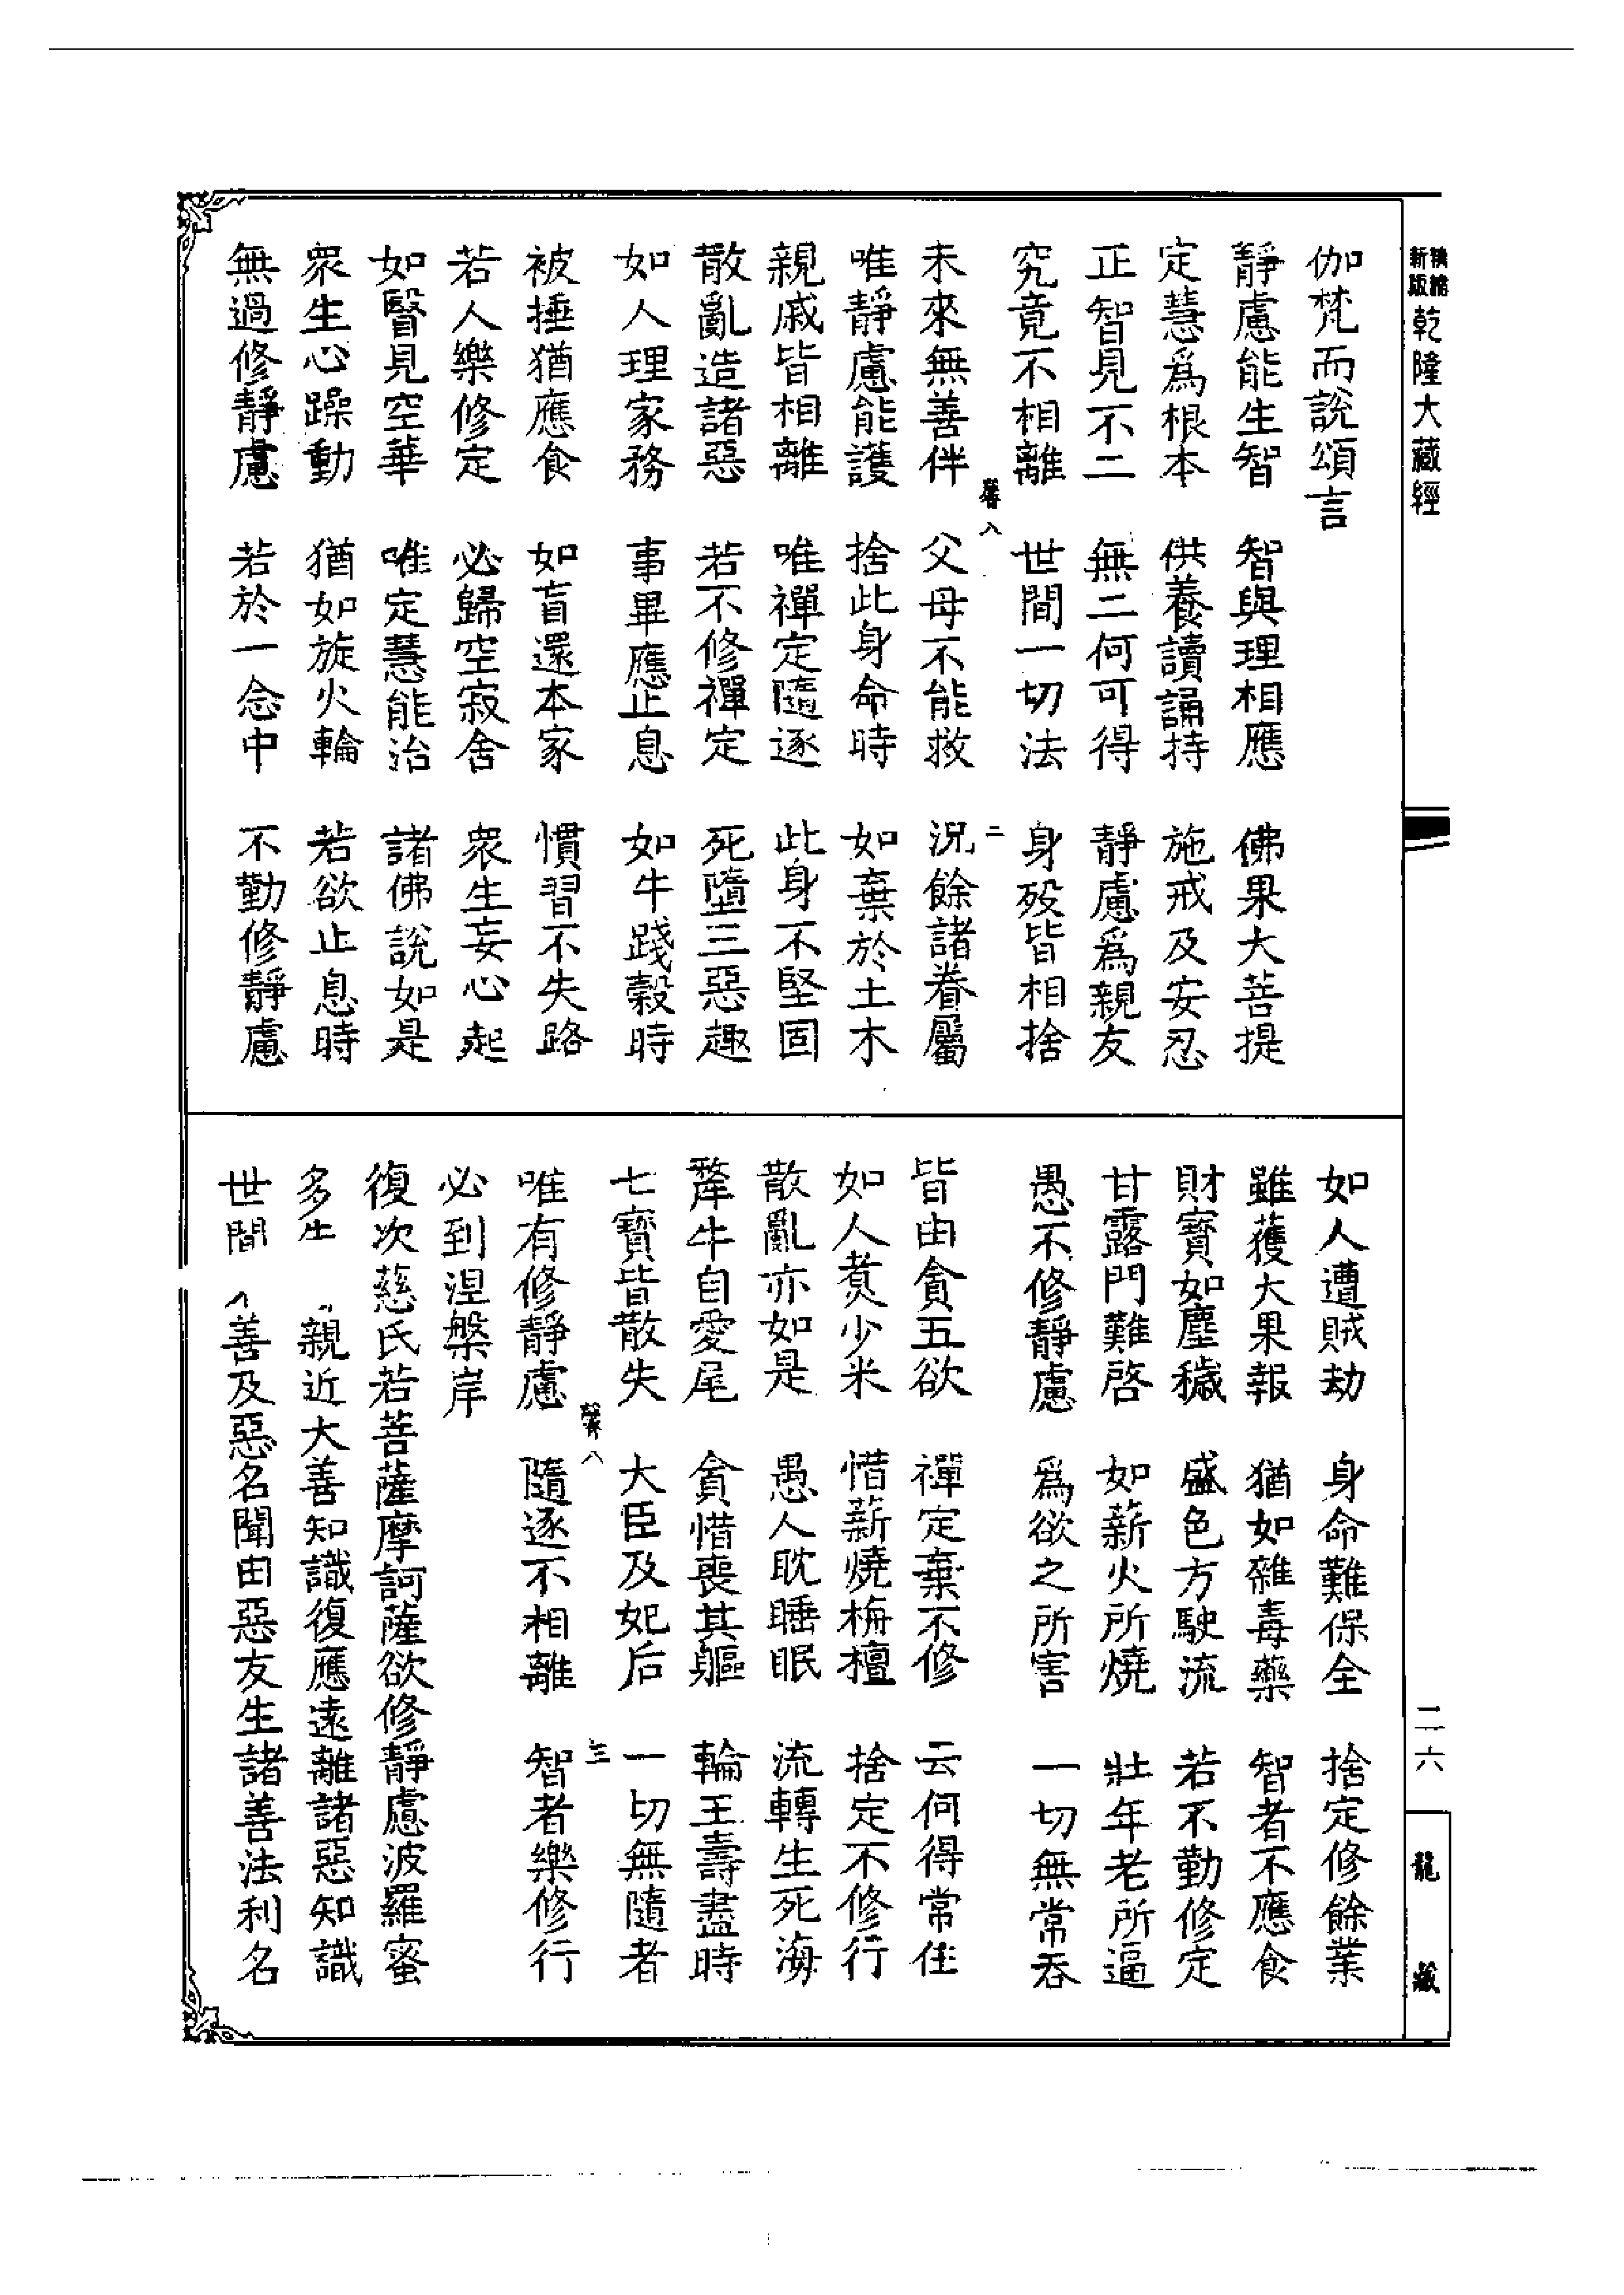 乾隆大藏經
伽梵而說頌言
靜慮能生智　智與理相應　佛果大菩提
定慧爲根本　供養讀誦持　施戒及安忍
正智見不二　無二何可得　靜慮爲親友
究竟不相離　世間一切法　身歿皆相捨
八　二
未來無善伴　父母不能救　況餘諸眷屬
唯靜慮能護　捨此身命時　如棄於土木
親戚皆相離　唯禪定隨逐　此身不堅固
散亂造諸惡　若不修禪定　死墮三惡趣
如人理家務　事畢應止息　如牛踐穀時
被捶猶應食　如盲還本家　慣習不失路
若人樂修定　必歸空寂舍　衆生妄心起
如瞖見空華　唯定慧能治　諸佛說如是
衆生心躁動　猶如旋火輪　若欲止息時
無過修靜慮　若於一念中　不勤修靜慮
如人遭賊劫　身命難保全　捨定修餘業
雖獲大果報　猶如雜毒藥　智者不應食
財寶如塵穢　盛色方駛流　若不勤修定
甘露門難啓　如薪火所燒　壯年老所逼
愚不修靜慮　爲欲之所害　一切無常吞
皆由貪五欲　禪定棄不修　云何得常住
如人煮少米　惜薪燒栴檀　捨定不修行
散亂亦如是　愚人耽睡眠　流轉生死海
犛牛自愛尾　貪惜喪其軀　輪王壽盡時
七寶皆散失　大臣及妃后　一切無隨者
八　三
唯有修靜慮　隨逐不相離　智者樂修行
必到涅槃岸
復次慈氏若菩薩摩訶薩欲修靜慮波羅蜜
多生親近大善知識復應遠離諸惡知識
世間善及惡名聞由惡友生諸善法利名
二六
龍藏